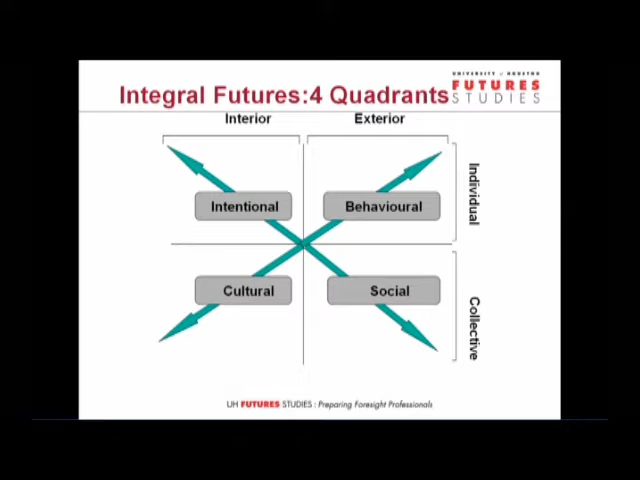 UNIVERSITY of HOUSTON
FUTURES
STUDIES
Integral Futures:4 Quadrants
Interior
Exterior
Individual
Intentional
Behavioural
Cultural
Social
Collective
UH FUTURES STUDIES : Preparing Foresight Professionals